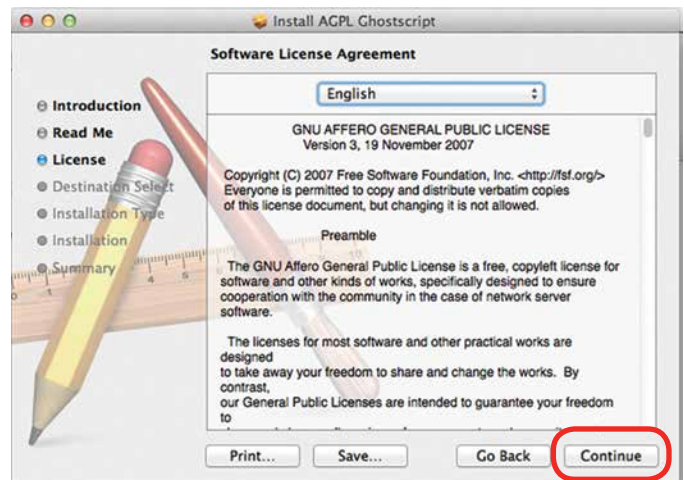 Install AGPL Ghostscript
Software License Agreement
Introduction
Read Me
License
Destination Select
Installation Type
Installation
Summary
English
GNU AFFERO GENERAL PUBLIC LICENSE
Version 3, 19 November 2007
Copyright (C) 2007 Free Software Foundation, Inc. <http://fsf.org/>
Everyone is permitted to copy and distribute verbatim copies
of this license document, but changing it is not allowed.
Preamble
The GNU Affero General Public License is a free, copyleft license for
software and other kinds of works, specifically designed to ensure
cooperation with the community in the case of network server
software.
The licenses for most software and other practical works are
designed
to take away your freedom to share and change the works. By
contrast,
our General Public Licenses are intended to guarantee your freedom
to
Print...
Save...
Go Back
Continue